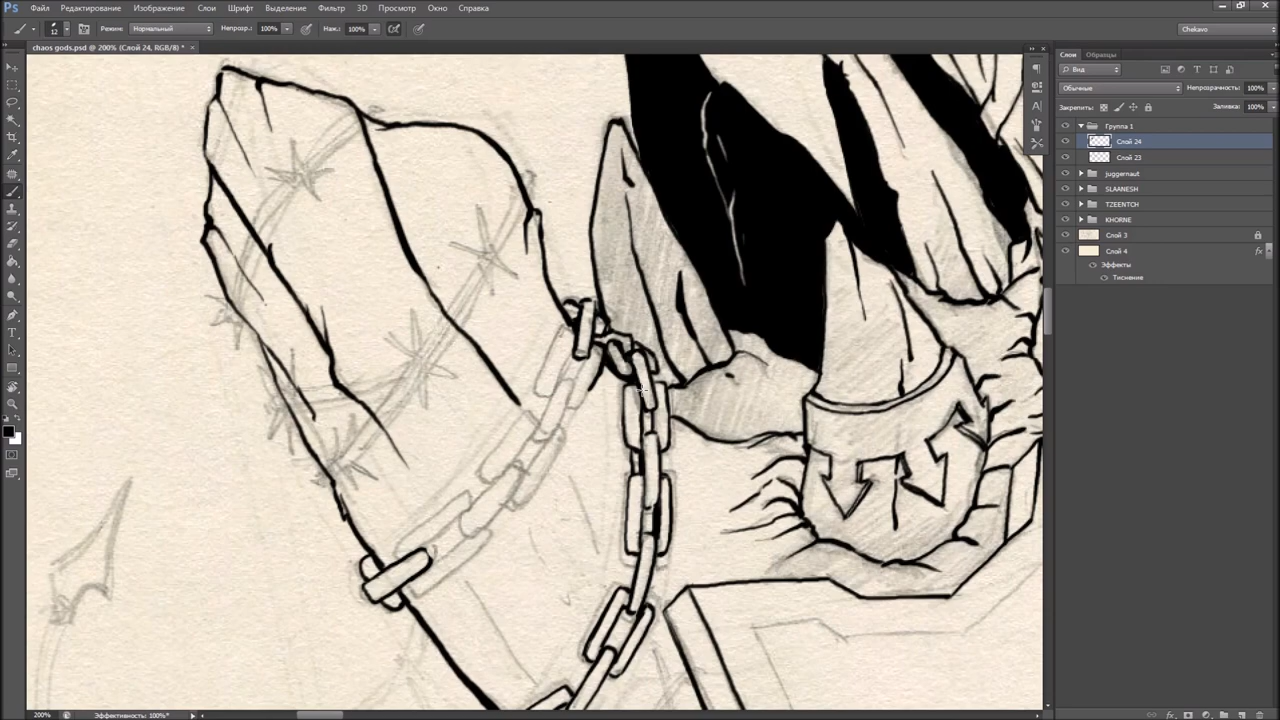 Ps Файл Редактирование Изображение Слои Шрифт Выделение Фильтр 3D Просмотр Окно Справка
12 Режим: Нормальный Непрозр.: 100% Наж.: 100% Chekavo
chaos gods.psd @ 200% (Слой 24, RGB/8) * ×
Слои Образцы
Вид
Обычные Непрозрачность: 100%
Закрепить: Заливка: 100%
Группа 1
Слой 24
Слой 23
juggernaut
SLAANESH
TZEENTCH
KHORNE
Слой 3
Слой 4 fx
Эффекты
Тиснение
200% Эффективность: 100%*